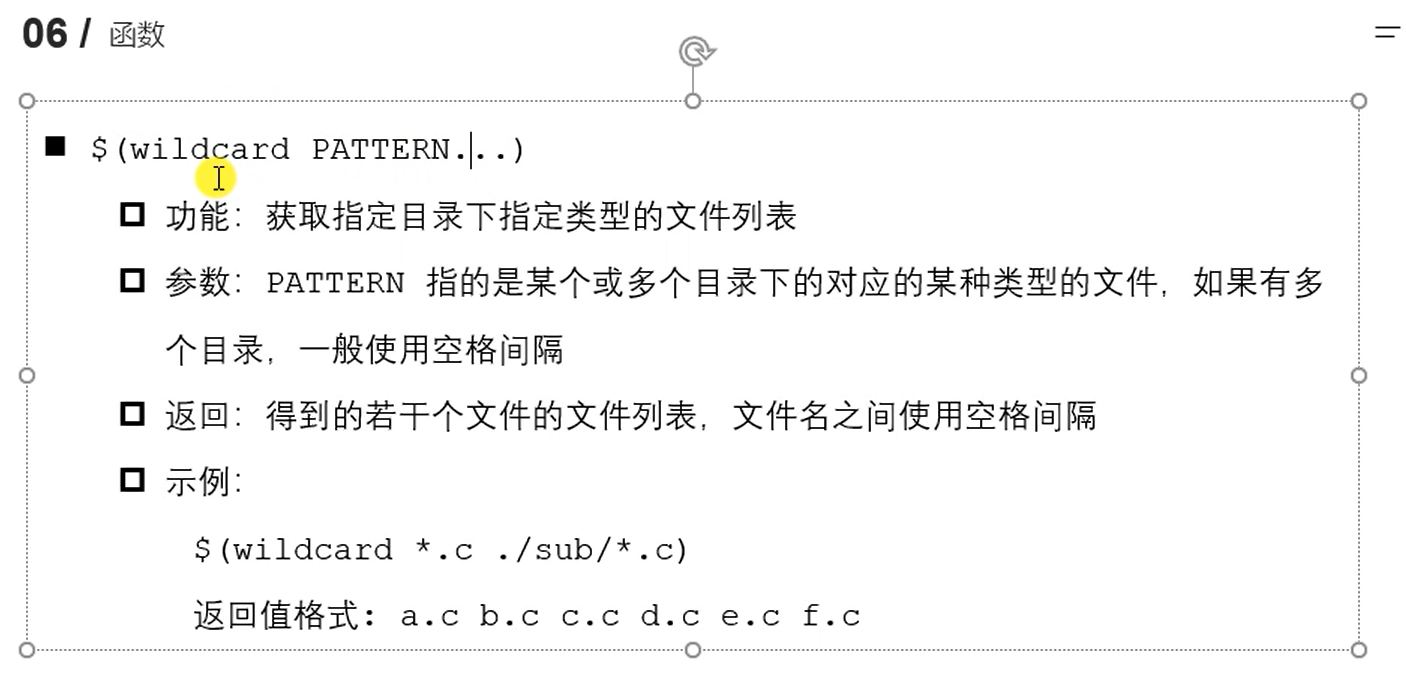 06 / 函数
$(wildcard PATTERN...)
功能：获取指定目录下指定类型的文件列表
参数：PATTERN 指的是某个或多个目录下的对应的某种类型的文件，如果有多
个目录，一般使用空格间隔
返回：得到的若干个文件的文件列表，文件名之间使用空格间隔
示例：
$(wildcard *.c ./sub/*.c)
返回值格式: a.c b.c c.c d.c e.c f.c